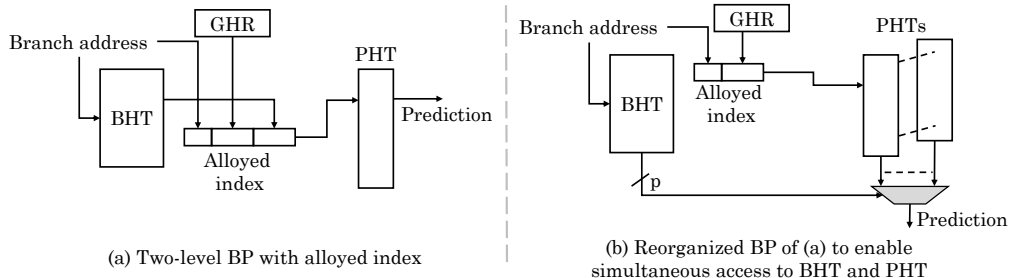 GHR
Branch address
PHT
BHT
Prediction
Alloyed
index
(a) Two-level BP with alloyed index
GHR
Branch address
PHTs
BHT
Alloyed
index
p
Prediction
(b) Reorganized BP of (a) to enable
simultaneous access to BHT and PHT